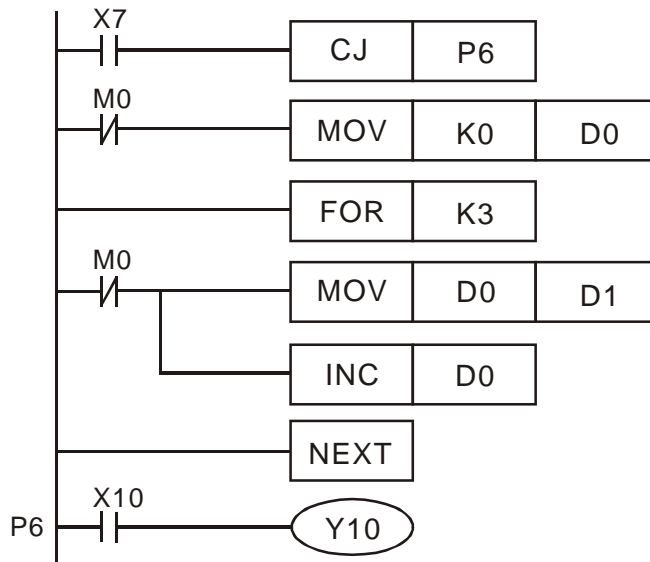 X7
CJ P6
M0
MOV K0 D0
FOR K3
M0
MOV D0 D1
INC D0
NEXT
X10
P6 Y10